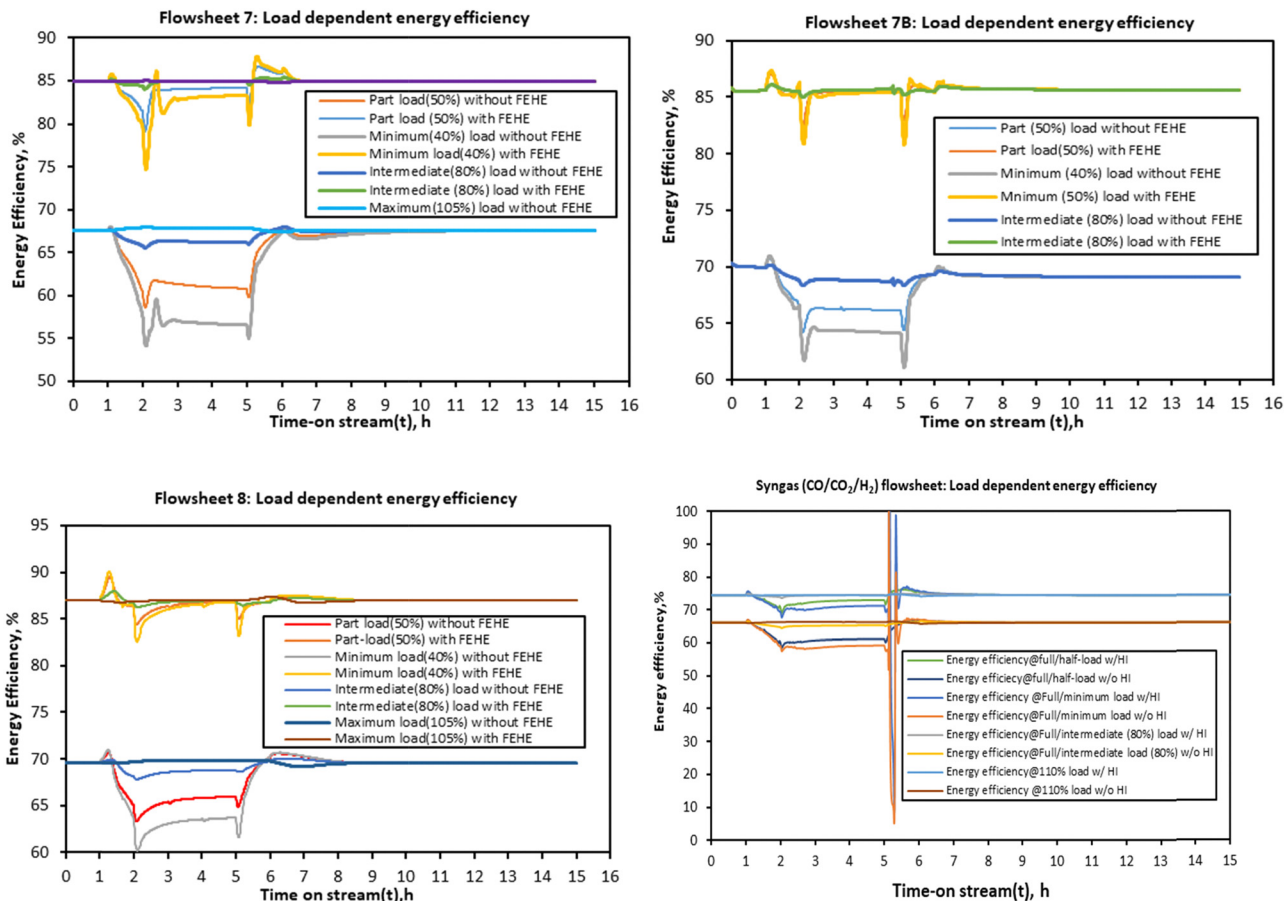 Flowsheet 7: Load dependent energy efficiency
90
85
80
75
70
65
60
55
50
Energy Efficiency, %
Part load(50%) without FEHE
Part load (50%) with FEHE
Minimum(40%) load without FEHE
Minimum load(40%) with FEHE
Intermediate(80%) load without FEHE
Intermediate (80%) load with FEHE
Maximum(105%) load without FEHE
0 1 2 3 4 5 6 7 8 9 10 11 12 13 14 15 16
Time-on stream(t), h
Flowsheet 7B: Load dependent energy efficiency
90
85
80
75
70
65
60
Energy Efficiency, %
Part (50%) load without FEHE
Part load(50%) with FEHE
Minimum (40%) load without FEHE
Mnimum (50%) load with FEHE
Intermediate (80%) load without FEHE
Intermediate (80%) load with FEHE
0 1 2 3 4 5 6 7 8 9 10 11 12 13 14 15 16
Time on stream (t),h
Flowsheet 8: Load dependent energy efficiency
95
90
85
80
75
70
65
60
Energy Efficiency, %
Part load(50%) without FEHE
Part-load(50%) with FEHE
Minimum load(40%) without FEHE
Minimum load(40%) with FEHE
Intermediate(80%) load without FEHE
Intermediate(80%) load with FEHE
Maximum load(105%) without FEHE
Maximum load(105%) with FEHE
0 1 2 3 4 5 6 7 8 9 10 11 12 13 14 15 16
Time on stream(t),h
Syngas (CO/CO₂/H₂) flowsheet: Load dependent energy efficiency
100
90
80
70
60
50
40
30
20
10
0
Energy effficiency,%
Energy efficiency@full/half-load w/HI
Energy efficiecy@full/half-load w/o HI
Energy efficiency @Full/minimum load w/HI
Energy efficiency@Full/minimum load w/o HI
Energy efficiency@Full/intermediate (80%) load w/ HI
Energy efficiency@Full/intermediate load (80%) w/o HI
Energy efficiency@110% load w/ HI
Energy efficiency @110% load w/o HI
0 1 2 3 4 5 6 7 8 9 10 11 12 13 14 15
Time-on stream(t), h